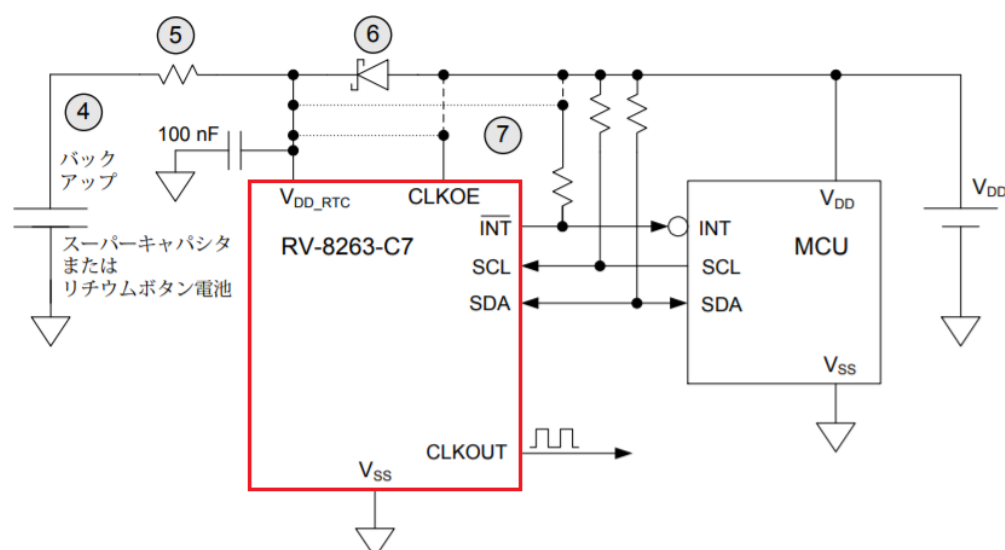 5
6
4
100 nF
7
バック
アップ
スーパーキャパシタ
または
リチウムボタン電池
VDD_RTC
CLKOE
RV-8263-C7
INT
SCL
SDA
CLKOUT
VSS
VDD
INT
MCU
SCL
SDA
VSS
VDD